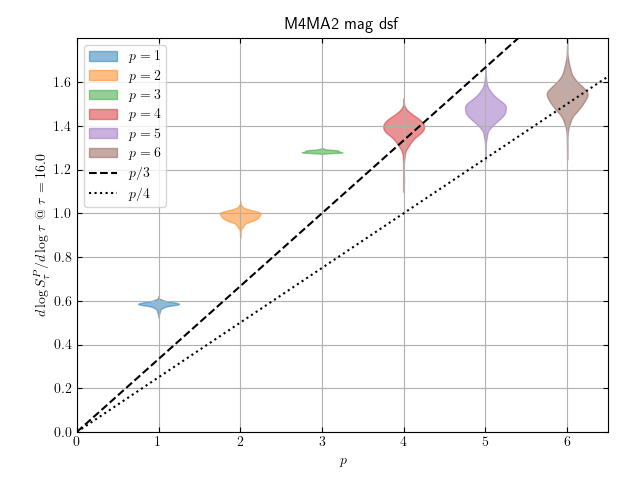 M4MA2 mag dsf
p = 1
p = 2
p = 3
p = 4
p = 5
p = 6
p/3
p/4
d log S_τ^P / d log τ @ τ = 16.0
1.6
1.4
1.2
1.0
0.8
0.6
0.4
0.2
0.0
0 1 2 3 4 5 6
p